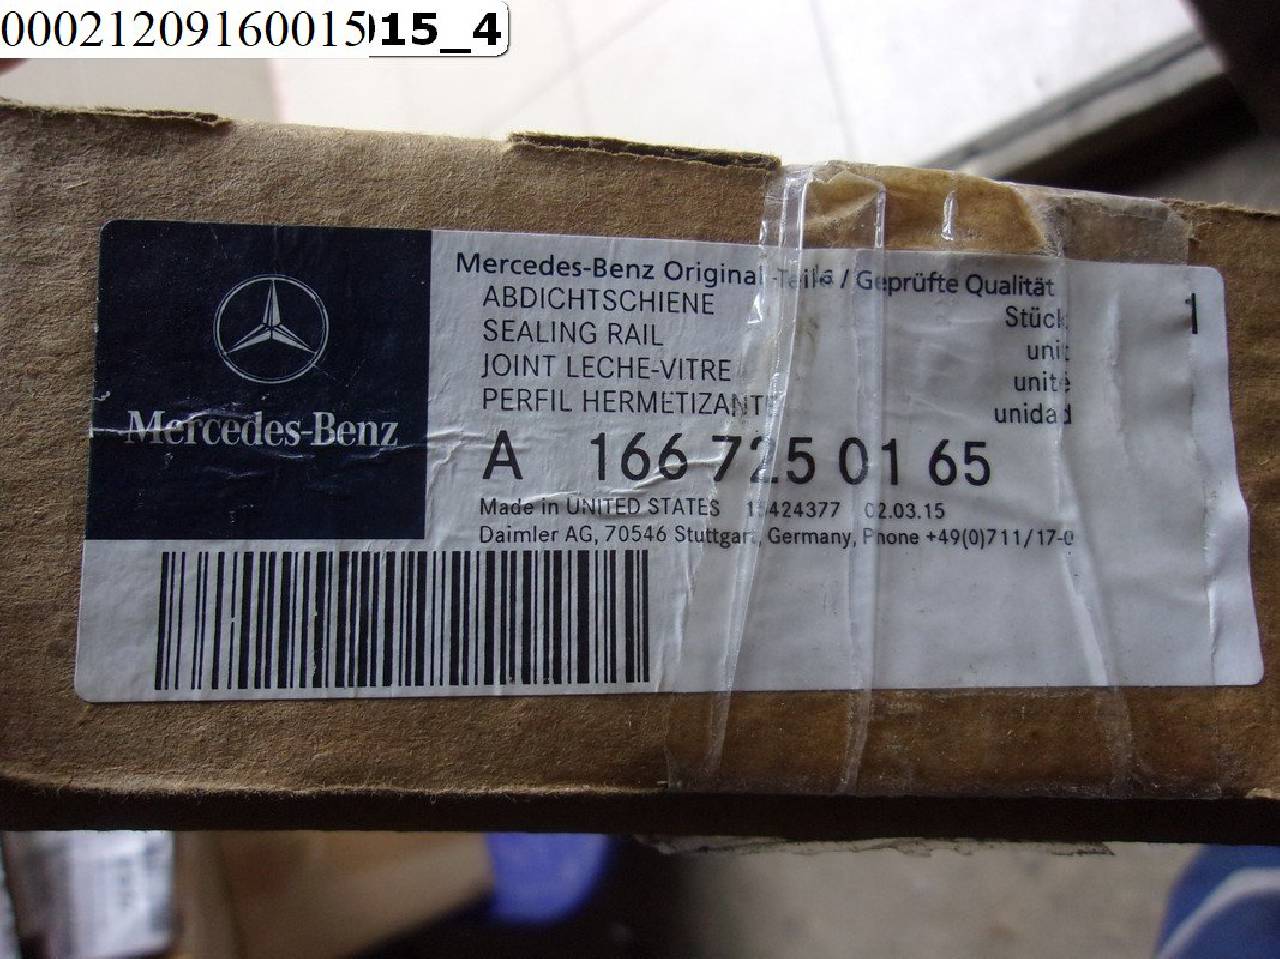 00021209160015015_4
Mercedes-Benz
Mercedes-Benz Original-Teile / Geprüfte Qualität
ABDICHTSCHIENE Stück 1
SEALING RAIL unit
JOINT LECHE-VITRE unité
PERFIL HERMETIZANTE unidad
A 166 725 01 65
Made in UNITED STATES 02.03.15
Daimler AG, 70546 Stuttgart, Germany, Phone +49(0)711/17-0